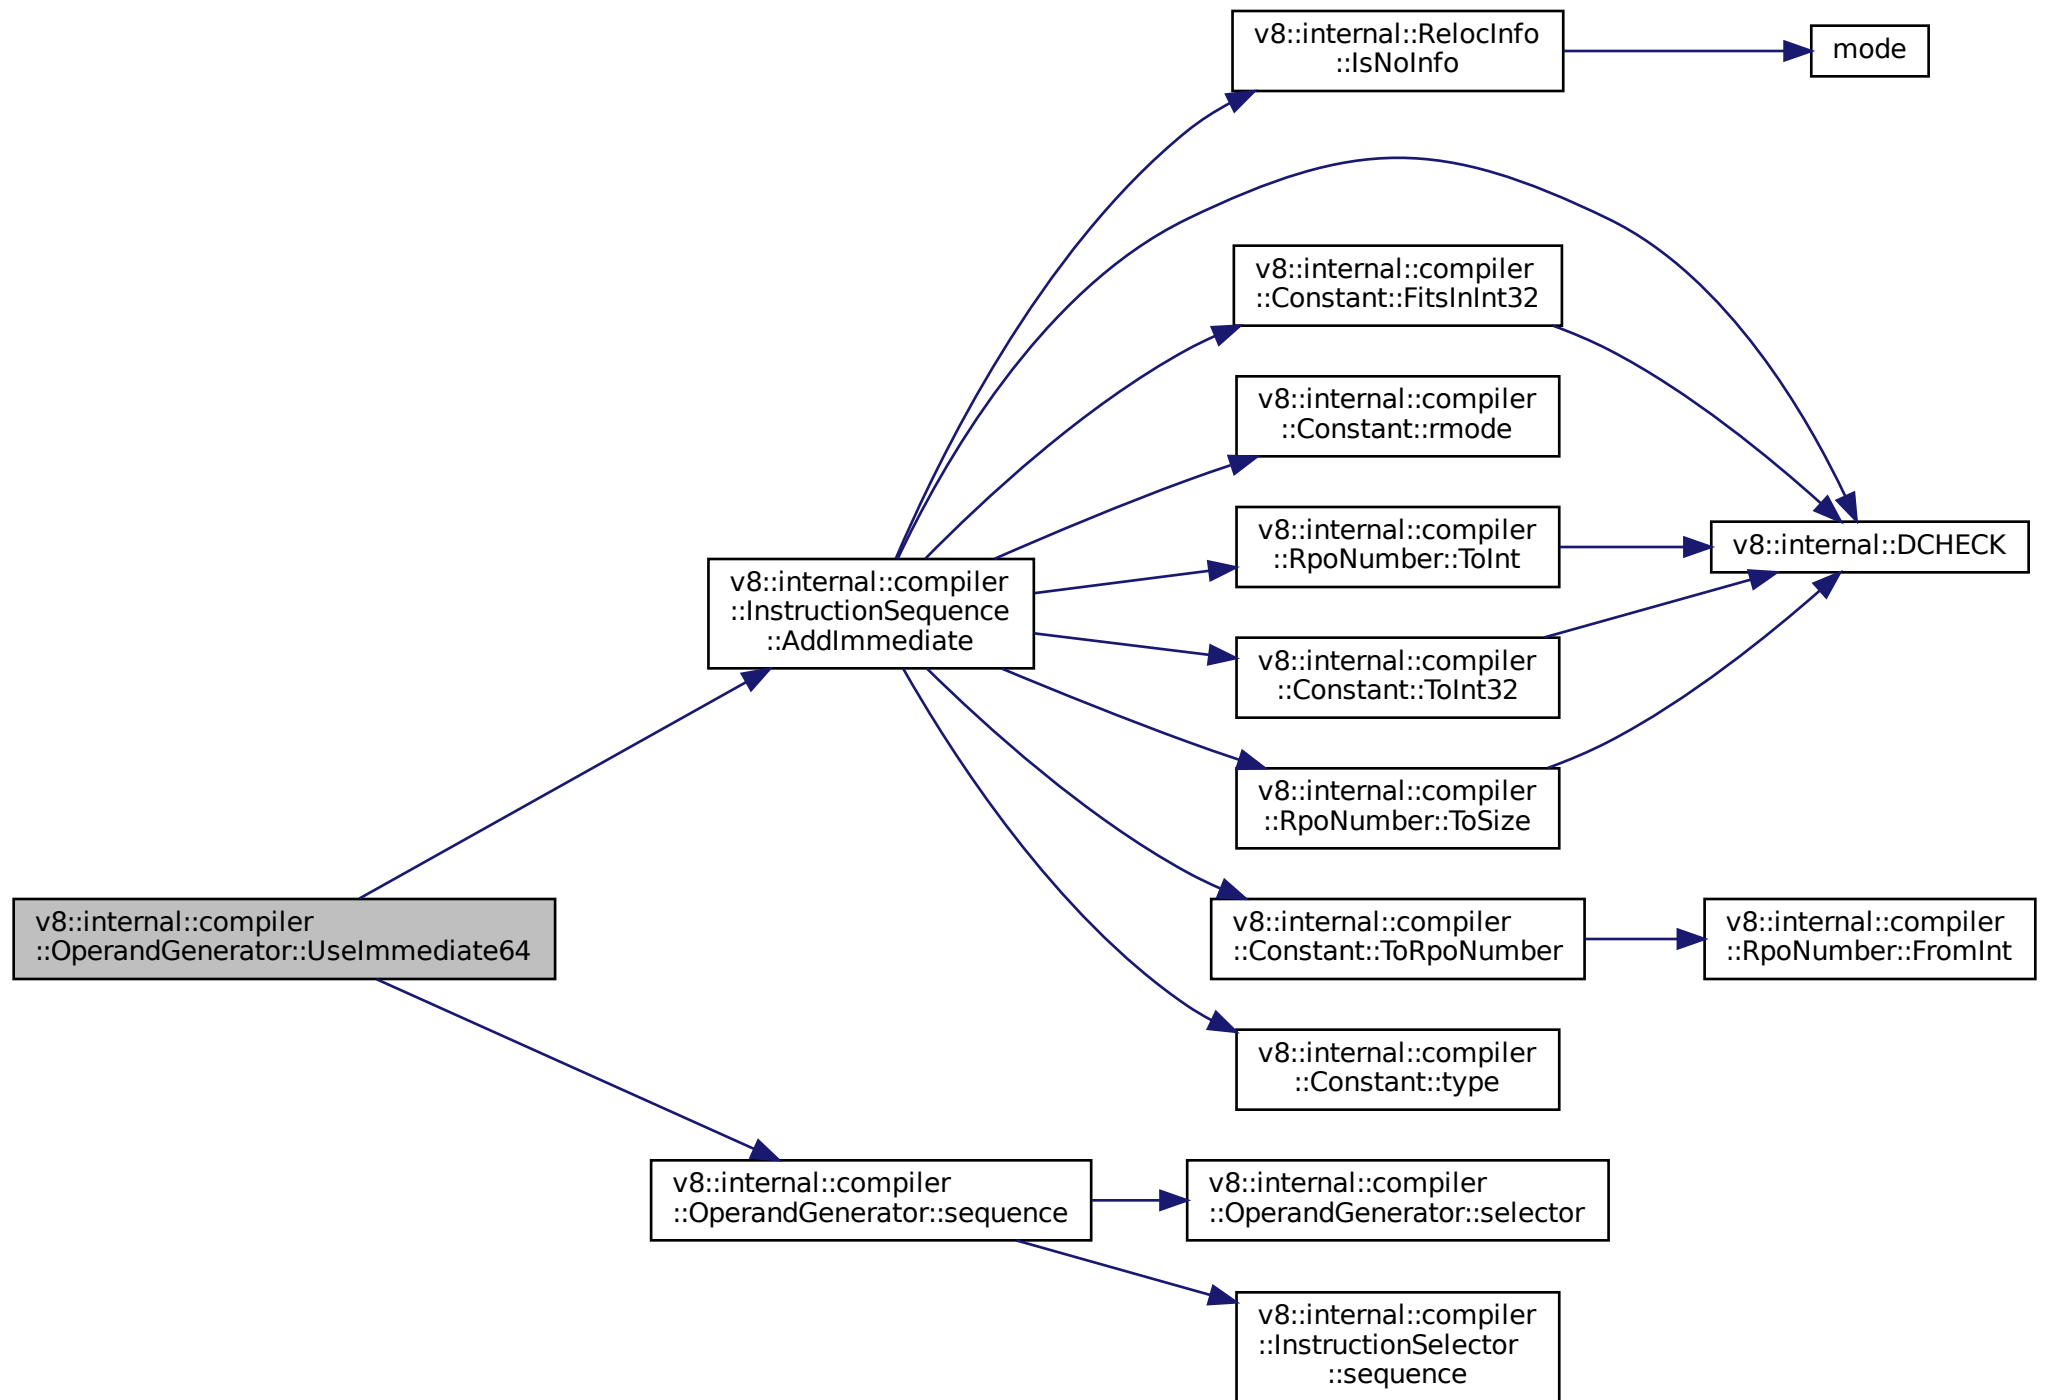 v8::internal::RelocInfo
::IsNoInfo
mode
v8::internal::compiler
::Constant::FitsInInt32
v8::internal::compiler
::Constant::rmode
v8::internal::compiler
::RpoNumber::ToInt
v8::internal::DCHECK
v8::internal::compiler
::InstructionSequence
::AddImmediate
v8::internal::compiler
::Constant::ToInt32
v8::internal::compiler
::RpoNumber::ToSize
v8::internal::compiler
::OperandGenerator::UseImmediate64
v8::internal::compiler
::Constant::ToRpoNumber
v8::internal::compiler
::RpoNumber::FromInt
v8::internal::compiler
::Constant::type
v8::internal::compiler
::OperandGenerator::sequence
v8::internal::compiler
::OperandGenerator::selector
v8::internal::compiler
::InstructionSelector
::sequence